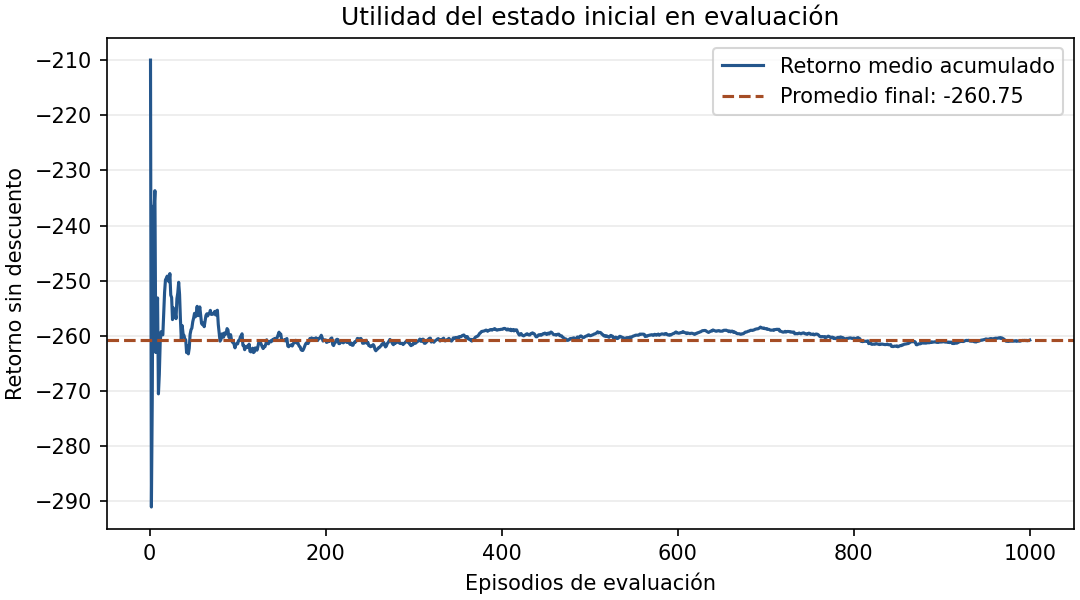 Utilidad del estado inicial en evaluación
Retorno medio acumulado
Promedio final: -260.75
Retorno sin descuento
−210
−220
−230
−240
−250
−260
−270
−280
−290
0 200 400 600 800 1000
Episodios de evaluación